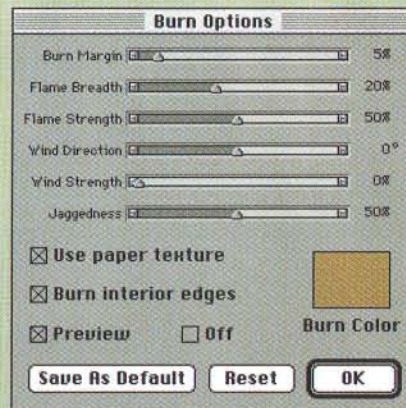 Burn Options
Burn Margin 5%
Flame Breadth 20%
Flame Strength 50%
Wind Direction 0°
Wind Strength 0%
Jaggedness 50%
Use paper texture
Burn interior edges
Preview Off
Burn Color
Save As Default Reset OK